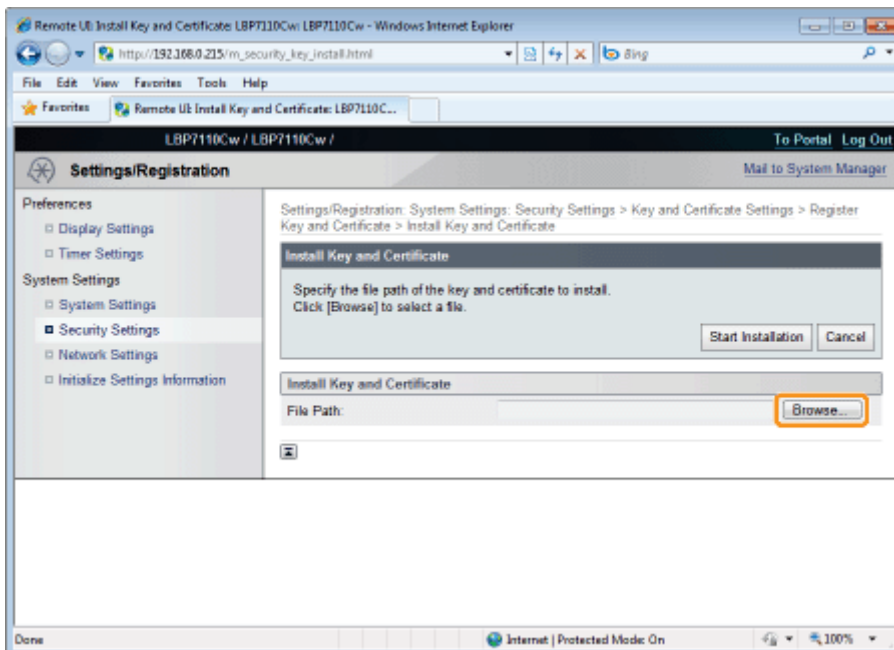 Remote UI: Install Key and Certificate: LBP7110Cw: LBP7110Cw - Windows Internet Explorer
http://192.168.0.215/m_security_key_install.html
Bing
File Edit View Favorites Tools Help
Favorites
Remote UI: Install Key and Certificate: LBP7110C...
LBP7110Cw / LBP7110Cw /
To Portal Log Out
Settings/Registration
Mail to System Manager
Preferences
Display Settings
Timer Settings
System Settings
System Settings
Security Settings
Network Settings
Initialize Settings Information
Settings/Registration: System Settings: Security Settings > Key and Certificate Settings > Register
Key and Certificate > Install Key and Certificate
Install Key and Certificate
Specify the file path of the key and certificate to install.
Click [Browse] to select a file.
Start Installation Cancel
Install Key and Certificate
File Path: Browse...
Done
Internet | Protected Mode: On
100%